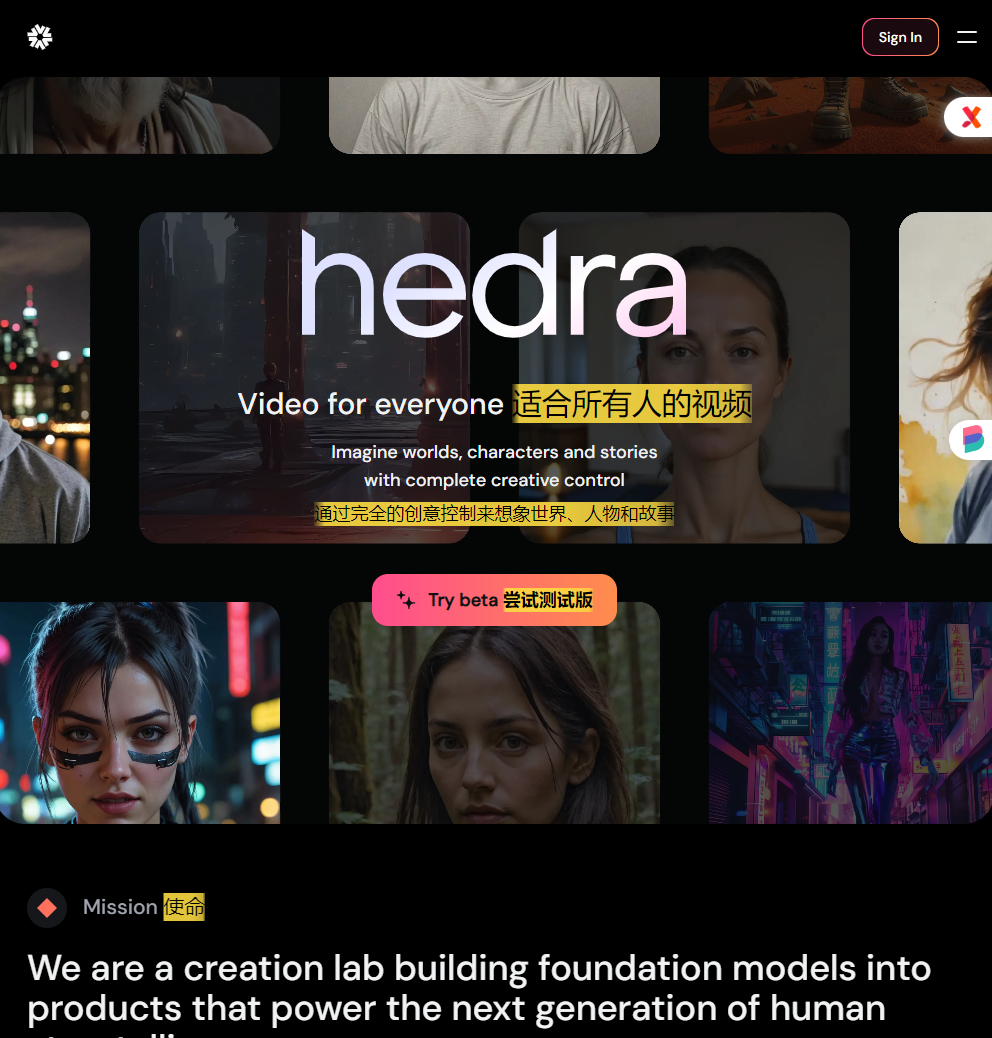 Sign In
hedra
Video for everyone 适合所有人的视频
Imagine worlds, characters and stories
with complete creative control
通过完全的创意控制来想象世界、人物和故事
Try beta 尝试测试版
Mission 使命
We are a creation lab building foundation models into
products that power the next generation of human